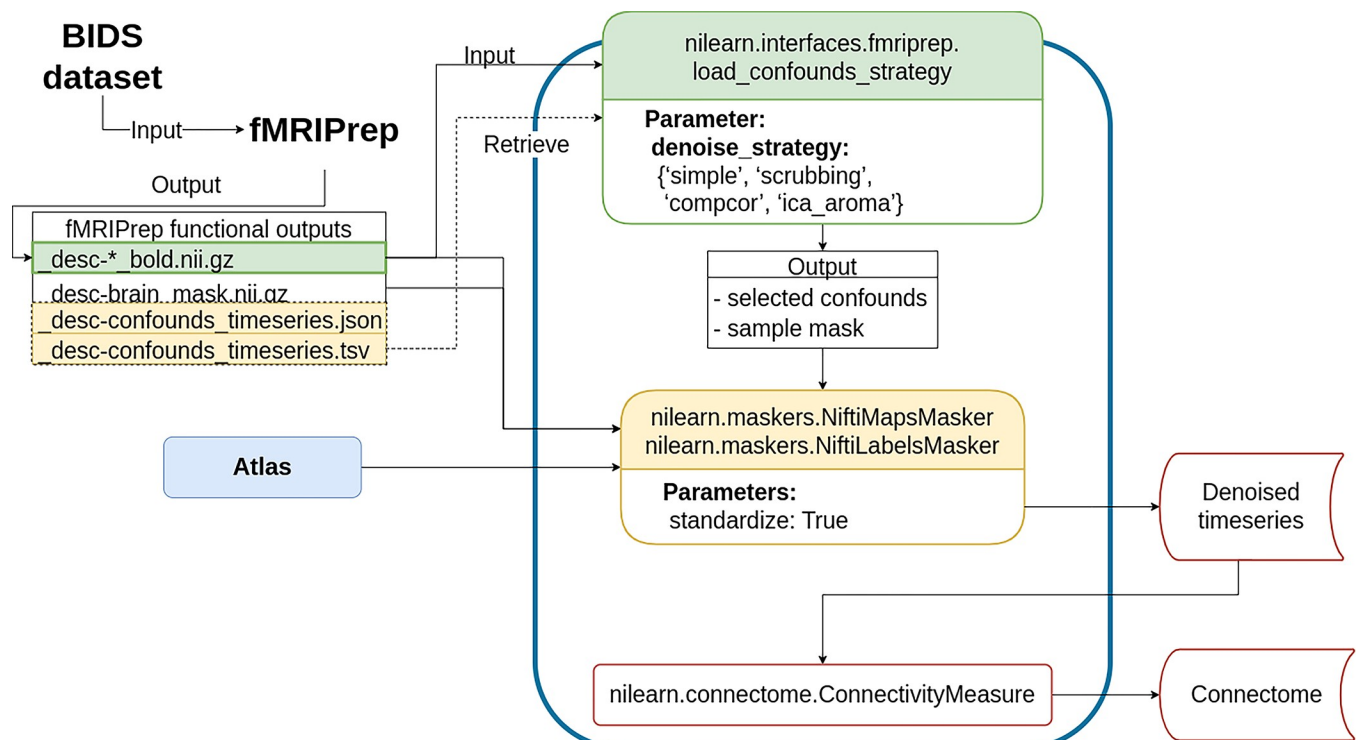 BIDS
dataset
Input
fMRIPrep
Output
fMRIPrep functional outputs
_desc-*_bold.nii.gz
_desc-brain_mask.nii.gz
_desc-confounds_timeseries.json
_desc-confounds_timeseries.tsv
Atlas
Input
Retrieve
nilearn.interfaces.fmriprep.
load_confounds_strategy
Parameter:
denoise_strategy:
{‘simple’, ‘scrubbing’,
‘compcor’, ‘ica_aroma’}
Output
- selected confounds
- sample mask
nilearn.maskers.NiftiMapsMasker
nilearn.maskers.NiftiLabelsMasker
Parameters:
standardize: True
Denoised
timeseries
nilearn.connectome.ConnectivityMeasure
Connectome